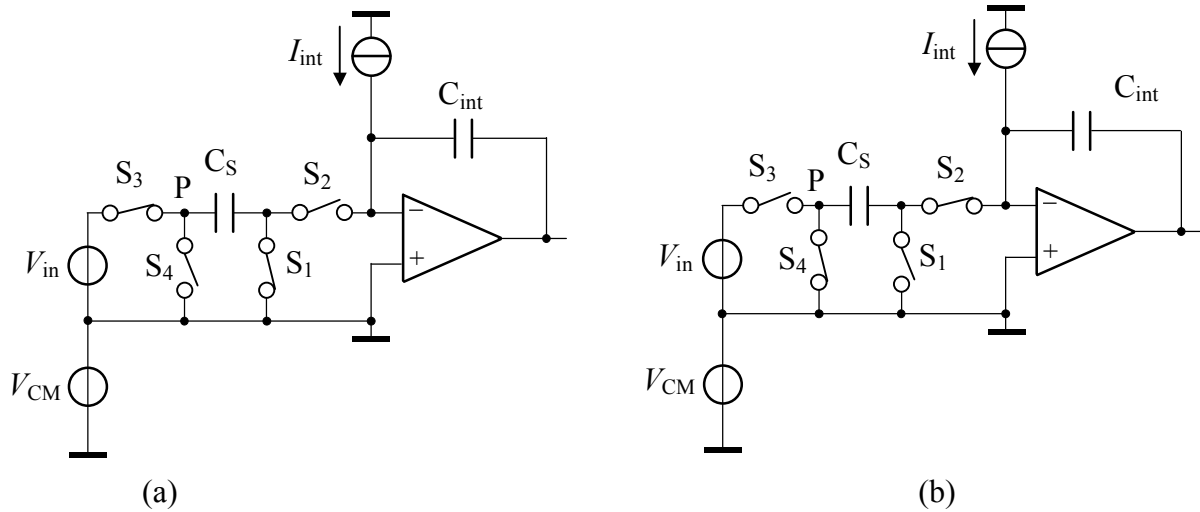 I_int
C_int
S_3
P
C_S
S_2
−
+
V_in
S_4
S_1
V_CM
(a)
I_int
C_int
S_3
P
C_S
S_2
−
+
V_in
S_4
S_1
V_CM
(b)